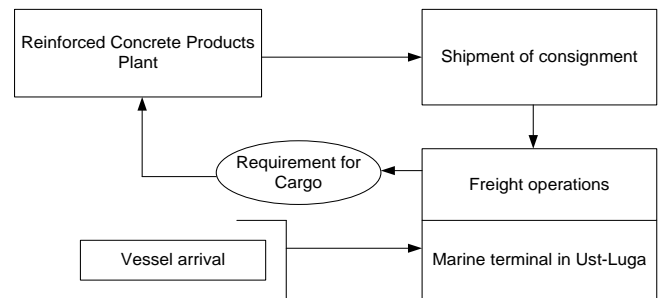 Reinforced Concrete Products
Plant
Shipment of consignment
Requirement for
Cargo
Freight operations
Vessel arrival
Marine terminal in Ust-Luga